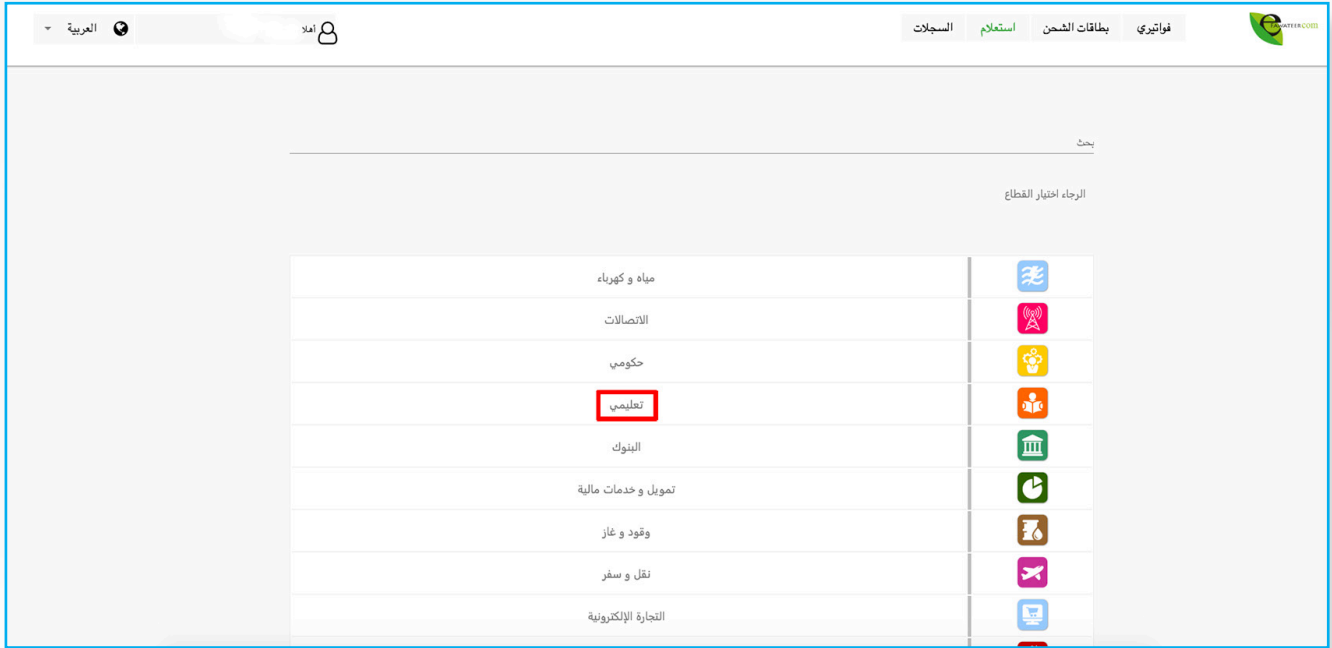 eFAWATEERCOM
فواتيري
بطاقات الشحن
استعلام
السجلات
أهلا
العربية
بحث
الرجاء اختيار القطاع
مياه و كهرباء
الاتصالات
حكومي
تعليمي
البنوك
تمويل و خدمات مالية
وقود و غاز
نقل و سفر
التجارة الإلكترونية